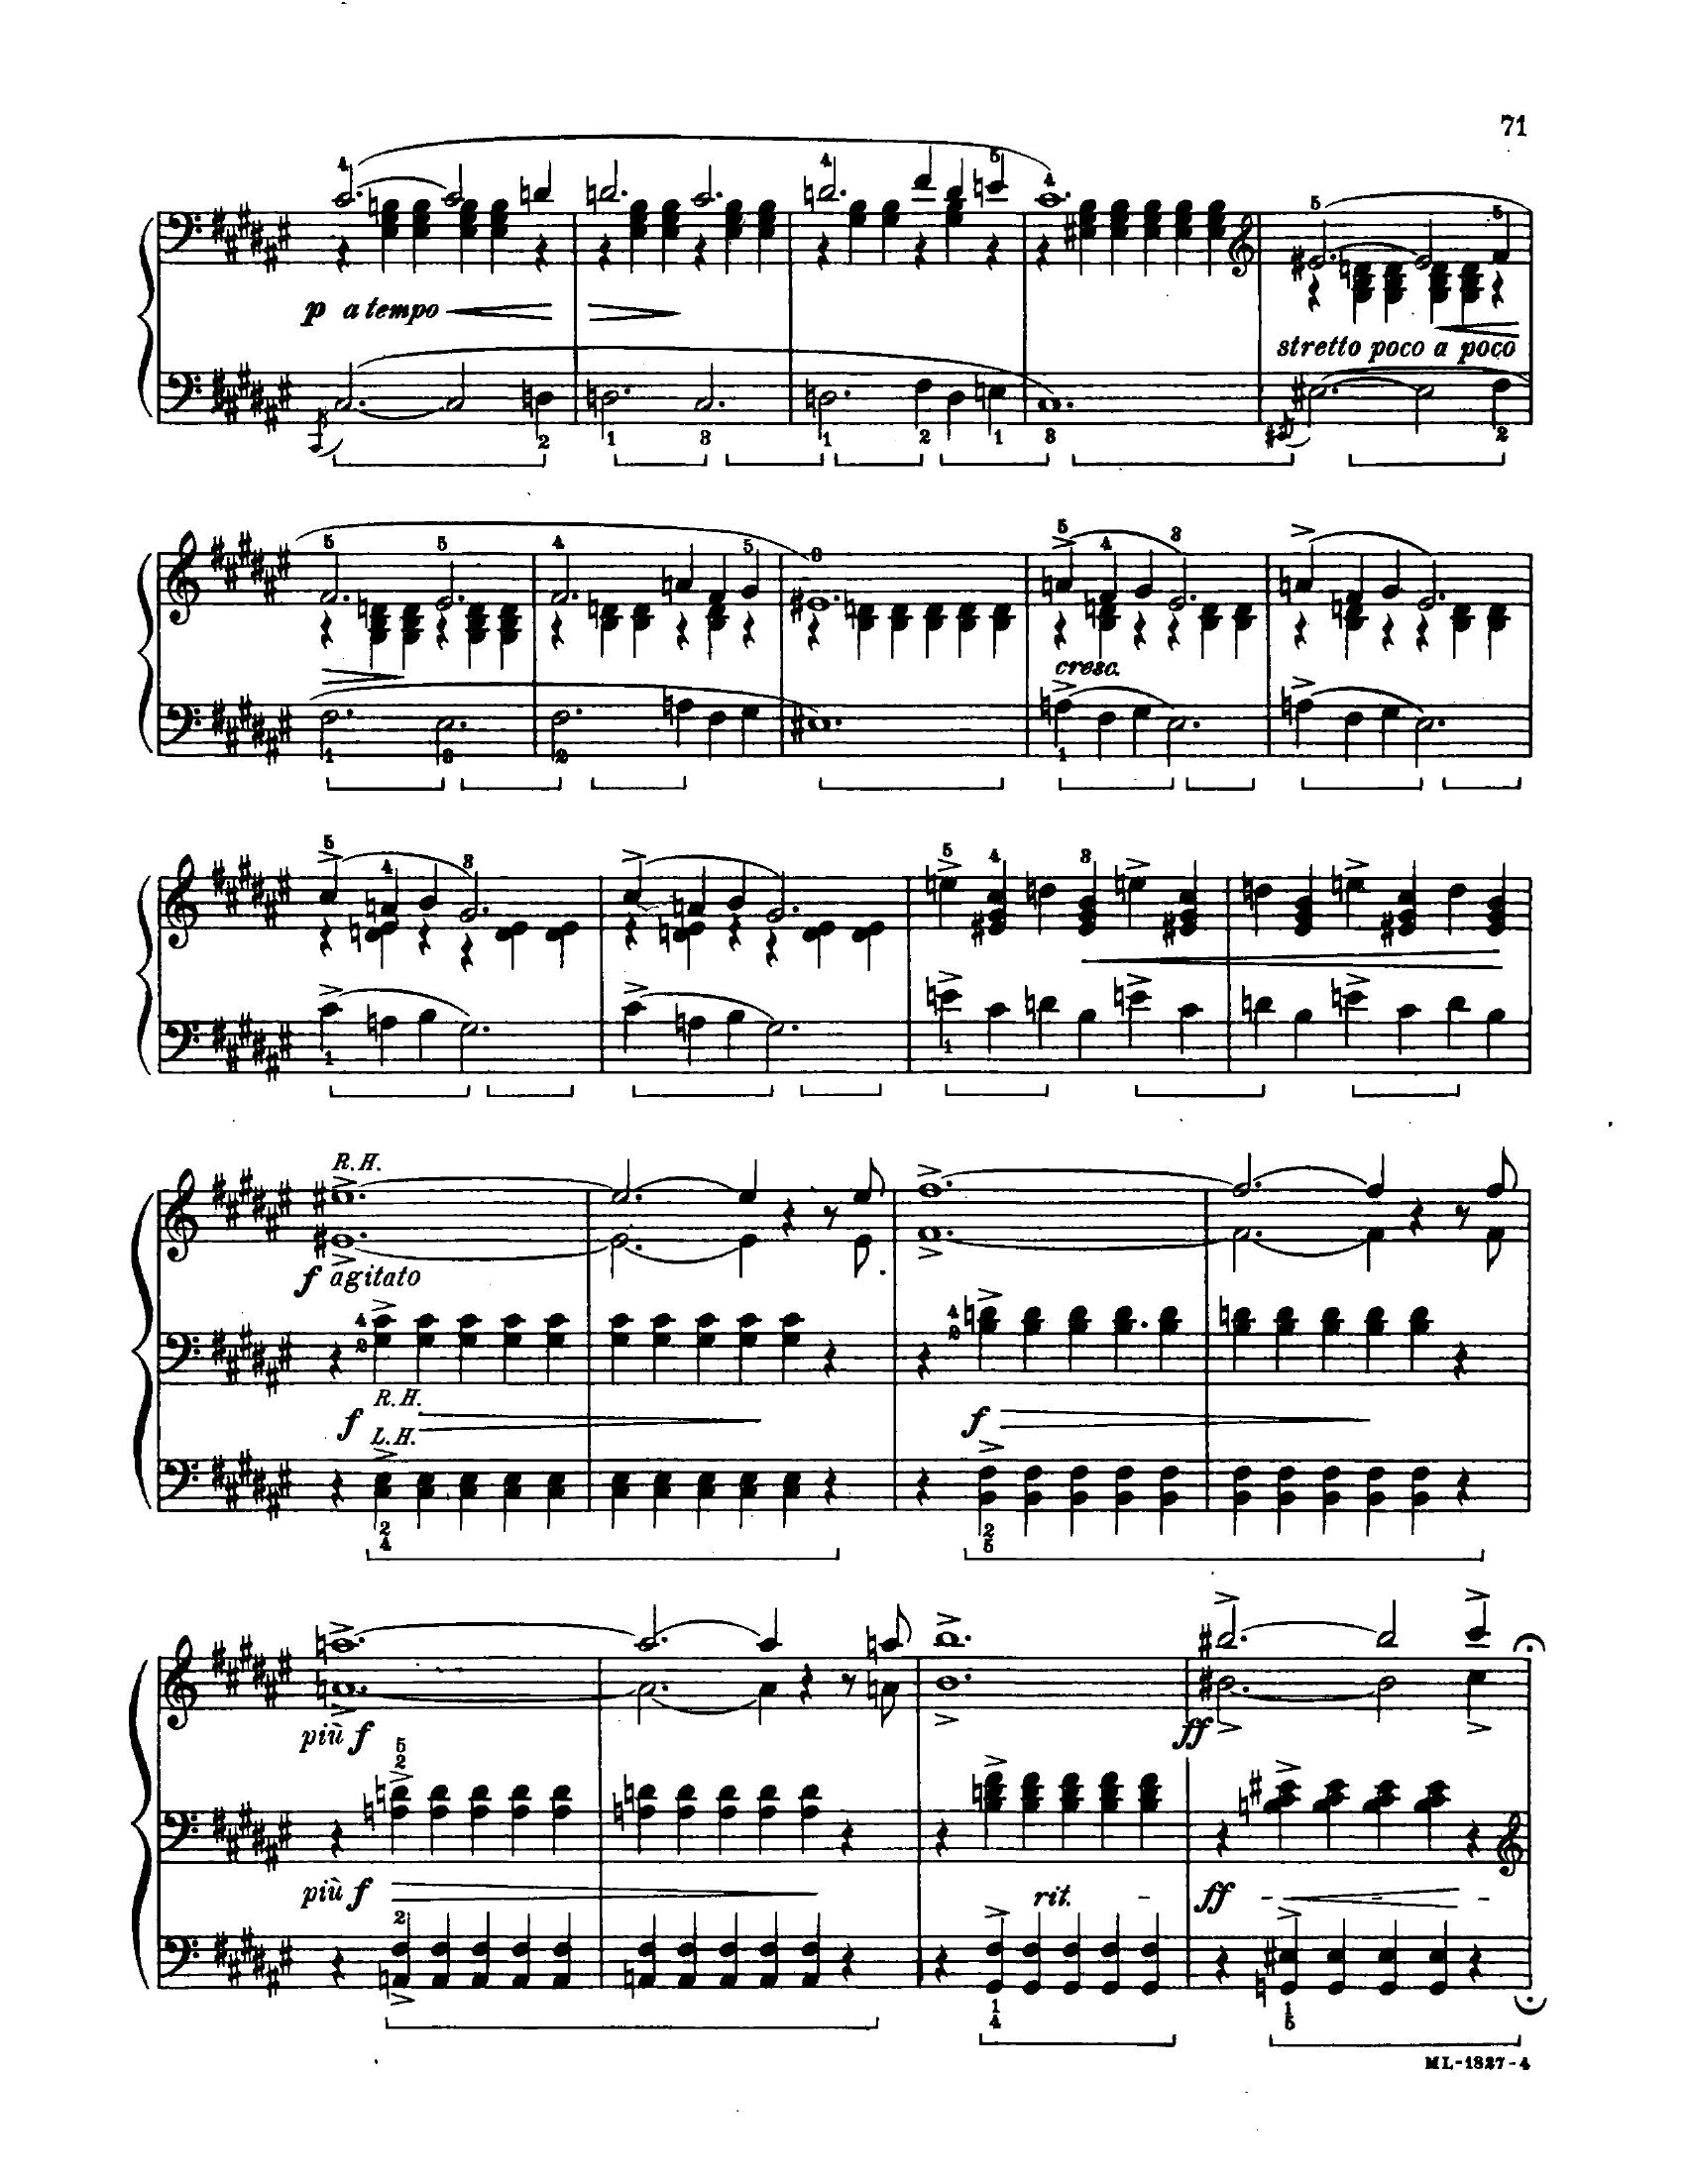 71
p a tempo
stretto poco a poco
cresc.
R.H.
f agitato
R.H.
f
f
L.H.
più f
ff
più f
rit.
ff
ML-1827-4